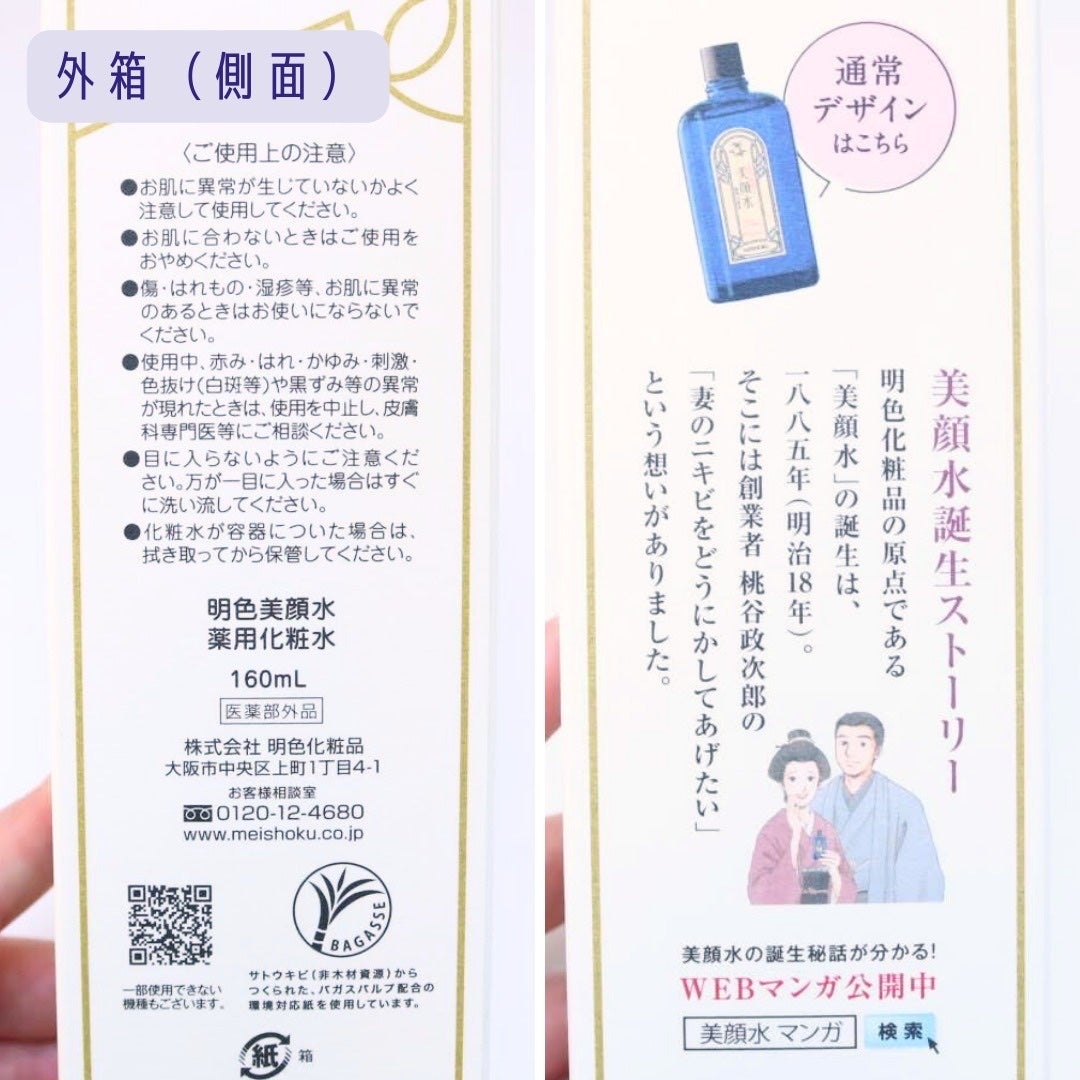 外箱（側面）
〈ご使用上の注意〉
●お肌に異常が生じていないかよく
注意して使用してください。
●お肌に合わないときはご使用を
おやめください。
●傷・はれもの・湿疹等、お肌に異常
のあるときはお使いにならないで
ください。
●使用中、赤み・はれ・かゆみ・刺激・
色抜け(白斑等)や黒ずみ等の異常
が現れたときは、使用を中止し、皮膚
科専門医等にご相談ください。
●目に入らないようにご注意くだ
さい。万が一目に入った場合はすぐ
に洗い流してください。
●化粧水が容器についた場合は、
拭き取ってから保管してください。
明色美顔水
薬用化粧水
160mL
医薬部外品
株式会社 明色化粧品
大阪市中央区上町1丁目4-1
お客様相談室
0120-12-4680
www.meishoku.co.jp
一部使用できない
機種もございます。
BAGASSE
サトウキビ(非木材資源)から
つくられた、バガスパルプ配合の
環境対応紙を使用しています。
紙 箱
通常
デザイン
はこちら
美顔水
美顔水誕生ストーリー
明色化粧品の原点である
「美顔水」の誕生は、
一八八五年(明治18年)。
そこには創業者 桃谷政次郎の
「妻のニキビをどうにかしてあげたい」
という想いがありました。
美顔水の誕生秘話が分かる!
WEBマンガ公開中
美顔水 マンガ 検索